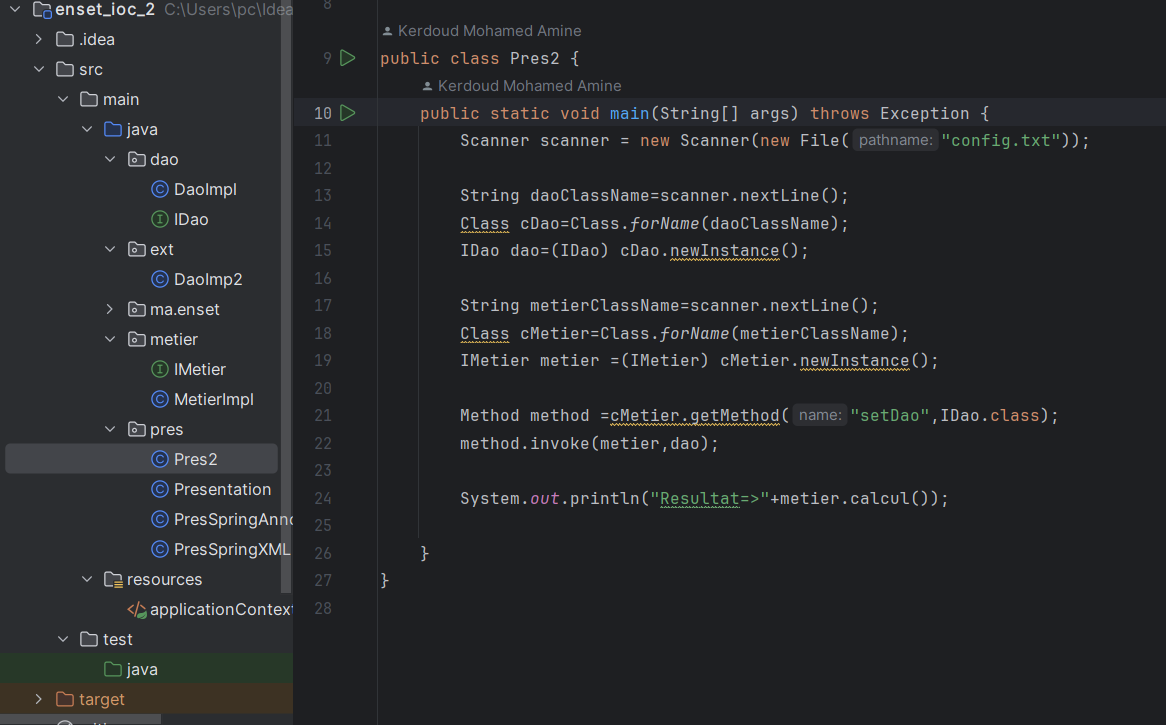 enset_ioc_2 C:\Users\pc\Idea
.idea
src
main
java
dao
DaoImpl
IDao
ext
DaoImp2
ma.enset
metier
IMetier
MetierImpl
pres
Pres2
Presentation
PresSpringAnno
PresSpringXML
resources
applicationContext
test
java
target
8
Kerdoud Mohamed Amine
9 public class Pres2 {
Kerdoud Mohamed Amine
10 public static void main(String[] args) throws Exception {
11 Scanner scanner = new Scanner(new File( pathname: "config.txt"));
12
13 String daoClassName=scanner.nextLine();
14 Class cDao=Class.forName(daoClassName);
15 IDao dao=(IDao) cDao.newInstance();
16
17 String metierClassName=scanner.nextLine();
18 Class cMetier=Class.forName(metierClassName);
19 IMetier metier =(IMetier) cMetier.newInstance();
20
21 Method method =cMetier.getMethod( name: "setDao",IDao.class);
22 method.invoke(metier,dao);
23
24 System.out.println("Resultat=>"+metier.calcul());
25
26 }
27 }
28